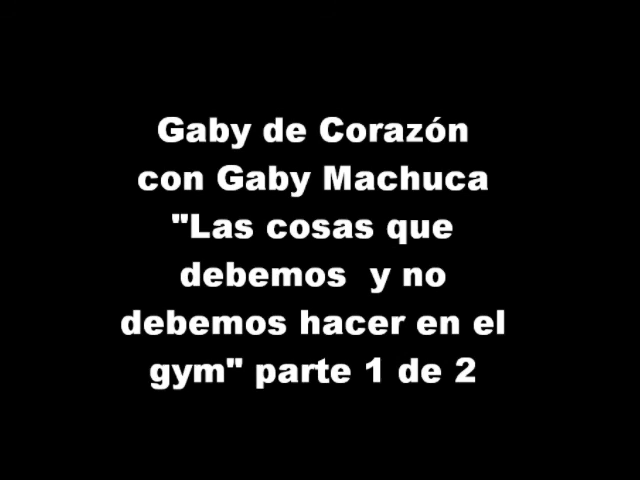 Gaby de Corazón
con Gaby Machuca
"Las cosas que
debemos  y no
debemos hacer en el
gym" parte 1 de 2